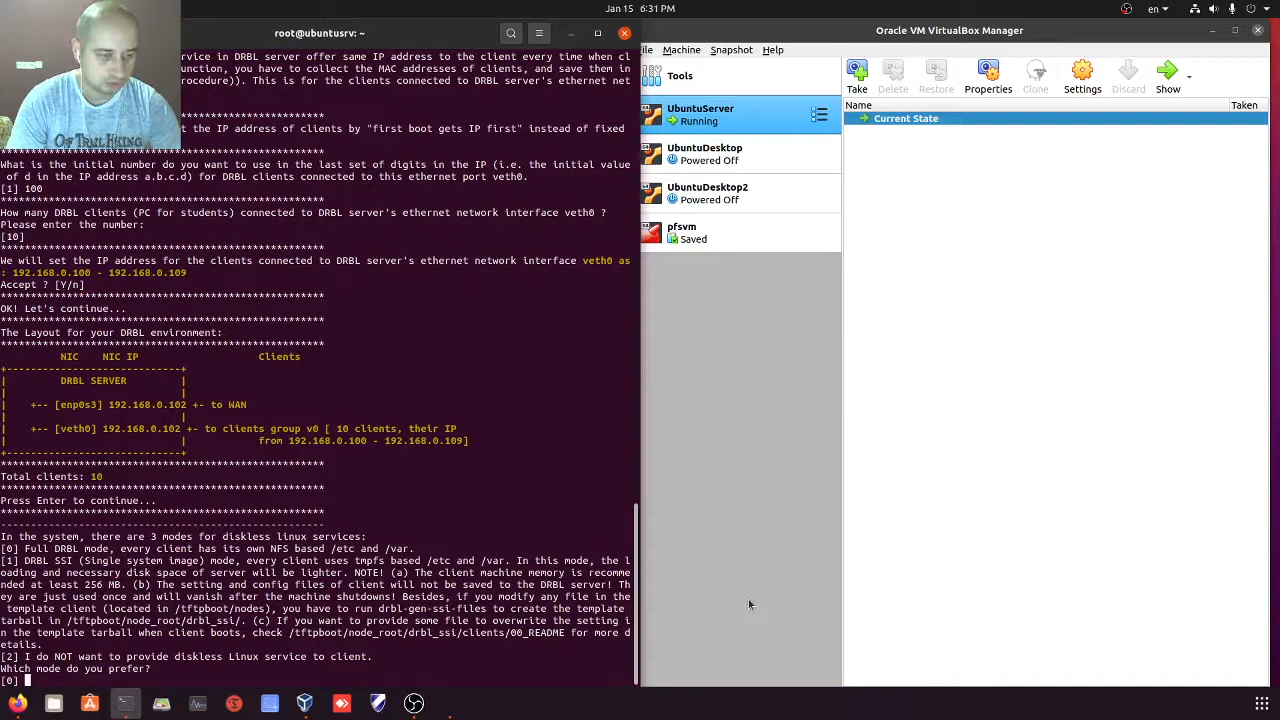 Jan 15 6:31 PM
en
root@ubuntusrv: ~
Oracle VM VirtualBox Manager
ile Machine Snapshot Help
Tools
Take Delete Restore Properties Clone Settings Discard Show
Name Taken
Current State
UbuntuServer
Running
UbuntuDesktop
Powered Off
UbuntuDesktop2
Powered Off
pfsvm
Saved
rvice in DRBL server offer same IP address to the client every time when cl
unction, you have to collect the MAC addresses of clients, and save them in
rocedure)). This is for the clients connected to DRBL server's ethernet net
***********************
t the IP address of clients by "first boot gets IP first" instead of fixed
******************************************************
What is the initial number do you want to use in the last set of digits in the IP (i.e. the initial value
of d in the IP address a.b.c.d) for DRBL clients connected to this ethernet port veth0.
[1] 100
******************************************************
How many DRBL clients (PC for students) connected to DRBL server's ethernet network interface veth0 ?
Please enter the number:
[10]
******************************************************
We will set the IP address for the clients connected to DRBL server's ethernet network interface veth0 as
: 192.168.0.100 - 192.168.0.109
Accept ? [Y/n]
******************************************************
OK! Let's continue...
******************************************************
The Layout for your DRBL environment:
******************************************************
NIC NIC IP Clients
+-----------------------------+
| DRBL SERVER |
| |
| +-- [enp0s3] 192.168.0.102 +- to WAN
| |
| +-- [veth0] 192.168.0.102 +- to clients group v0 [ 10 clients, their IP
| | from 192.168.0.100 - 192.168.0.109]
+-----------------------------+
******************************************************
Total clients: 10
******************************************************
Press Enter to continue...
******************************************************
------------------------------------------------------
In the system, there are 3 modes for diskless linux services:
[0] Full DRBL mode, every client has its own NFS based /etc and /var.
[1] DRBL SSI (Single system image) mode, every client uses tmpfs based /etc and /var. In this mode, the l
oading and necessary disk space of server will be lighter. NOTE! (a) The client machine memory is recomme
nded at least 256 MB. (b) The setting and config files of client will not be saved to the DRBL server! Th
ey are just used once and will vanish after the machine shutdowns! Besides, if you modify any file in the
template client (located in /tftpboot/nodes), you have to run drbl-gen-ssi-files to create the template
tarball in /tftpboot/node_root/drbl_ssi/. (c) If you want to provide some file to overwrite the setting i
n the template tarball when client boots, check /tftpboot/node_root/drbl_ssi/clients/00_README for more d
etails.
[2] I do NOT want to provide diskless Linux service to client.
Which mode do you prefer?
[0]